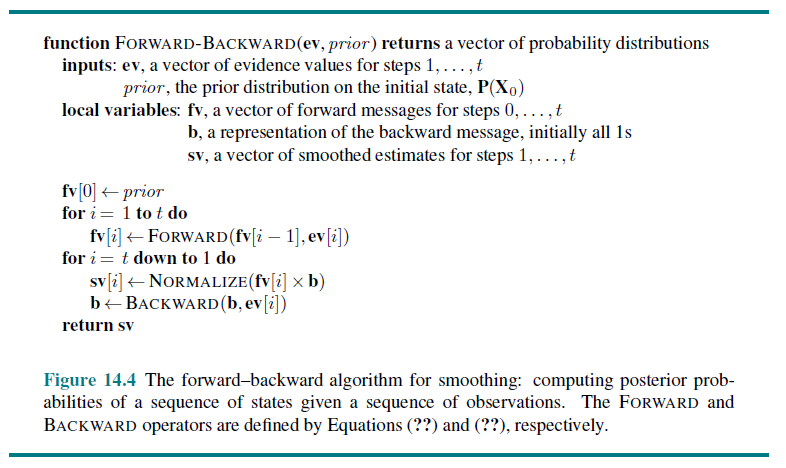 function FORWARD-BACKWARD(ev, prior) returns a vector of probability distributions
inputs: ev, a vector of evidence values for steps 1,...,t
prior, the prior distribution on the initial state, P(X₀)
local variables: fv, a vector of forward messages for steps 0,...,t
b, a representation of the backward message, initially all 1s
sv, a vector of smoothed estimates for steps 1,...,t
fv[0] ← prior
for i = 1 to t do
fv[i] ← FORWARD(fv[i − 1], ev[i])
for i = t down to 1 do
sv[i] ← NORMALIZE(fv[i] × b)
b ← BACKWARD(b, ev[i])
return sv
Figure 14.4 The forward–backward algorithm for smoothing: computing posterior prob-
abilities of a sequence of states given a sequence of observations. The FORWARD and
BACKWARD operators are defined by Equations (??) and (??), respectively.